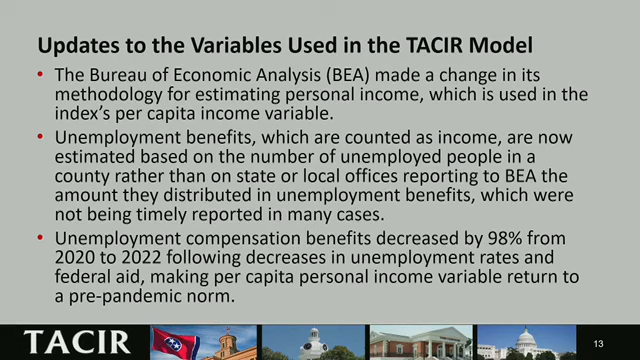 Updates to the Variables Used in the TACIR Model
• The Bureau of Economic Analysis (BEA) made a change in its
methodology for estimating personal income, which is used in the
index's per capita income variable.
• Unemployment benefits, which are counted as income, are now
estimated based on the number of unemployed people in a
county rather than on state or local offices reporting to BEA the
amount they distributed in unemployment benefits, which were
not being timely reported in many cases.
• Unemployment compensation benefits decreased by 98% from
2020 to 2022 following decreases in unemployment rates and
federal aid, making per capita personal income variable return to
a pre-pandemic norm.
TACIR
13